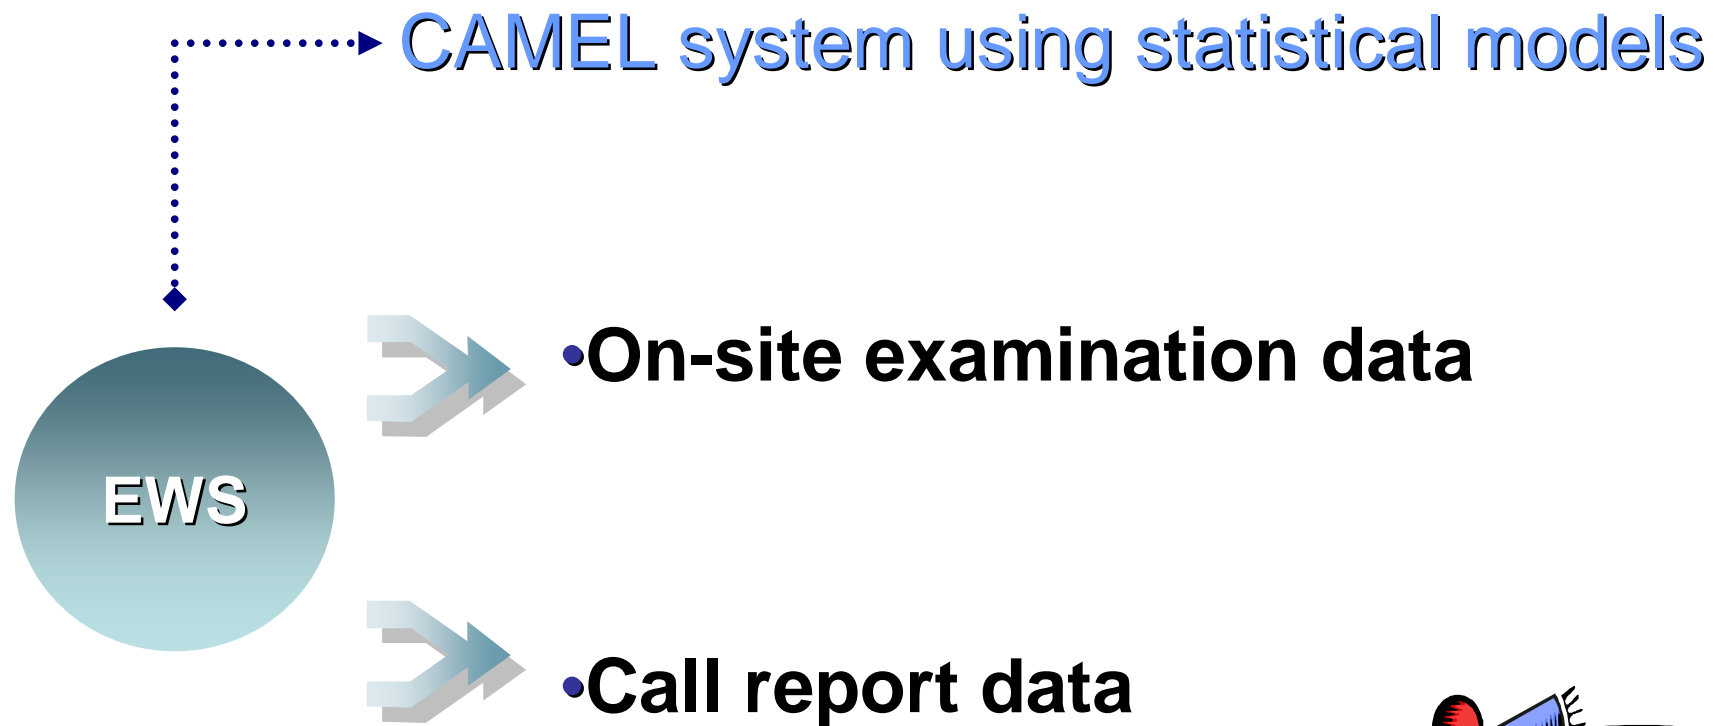 CAMEL system using statistical models
•On-site examination data
EWS
•Call report data